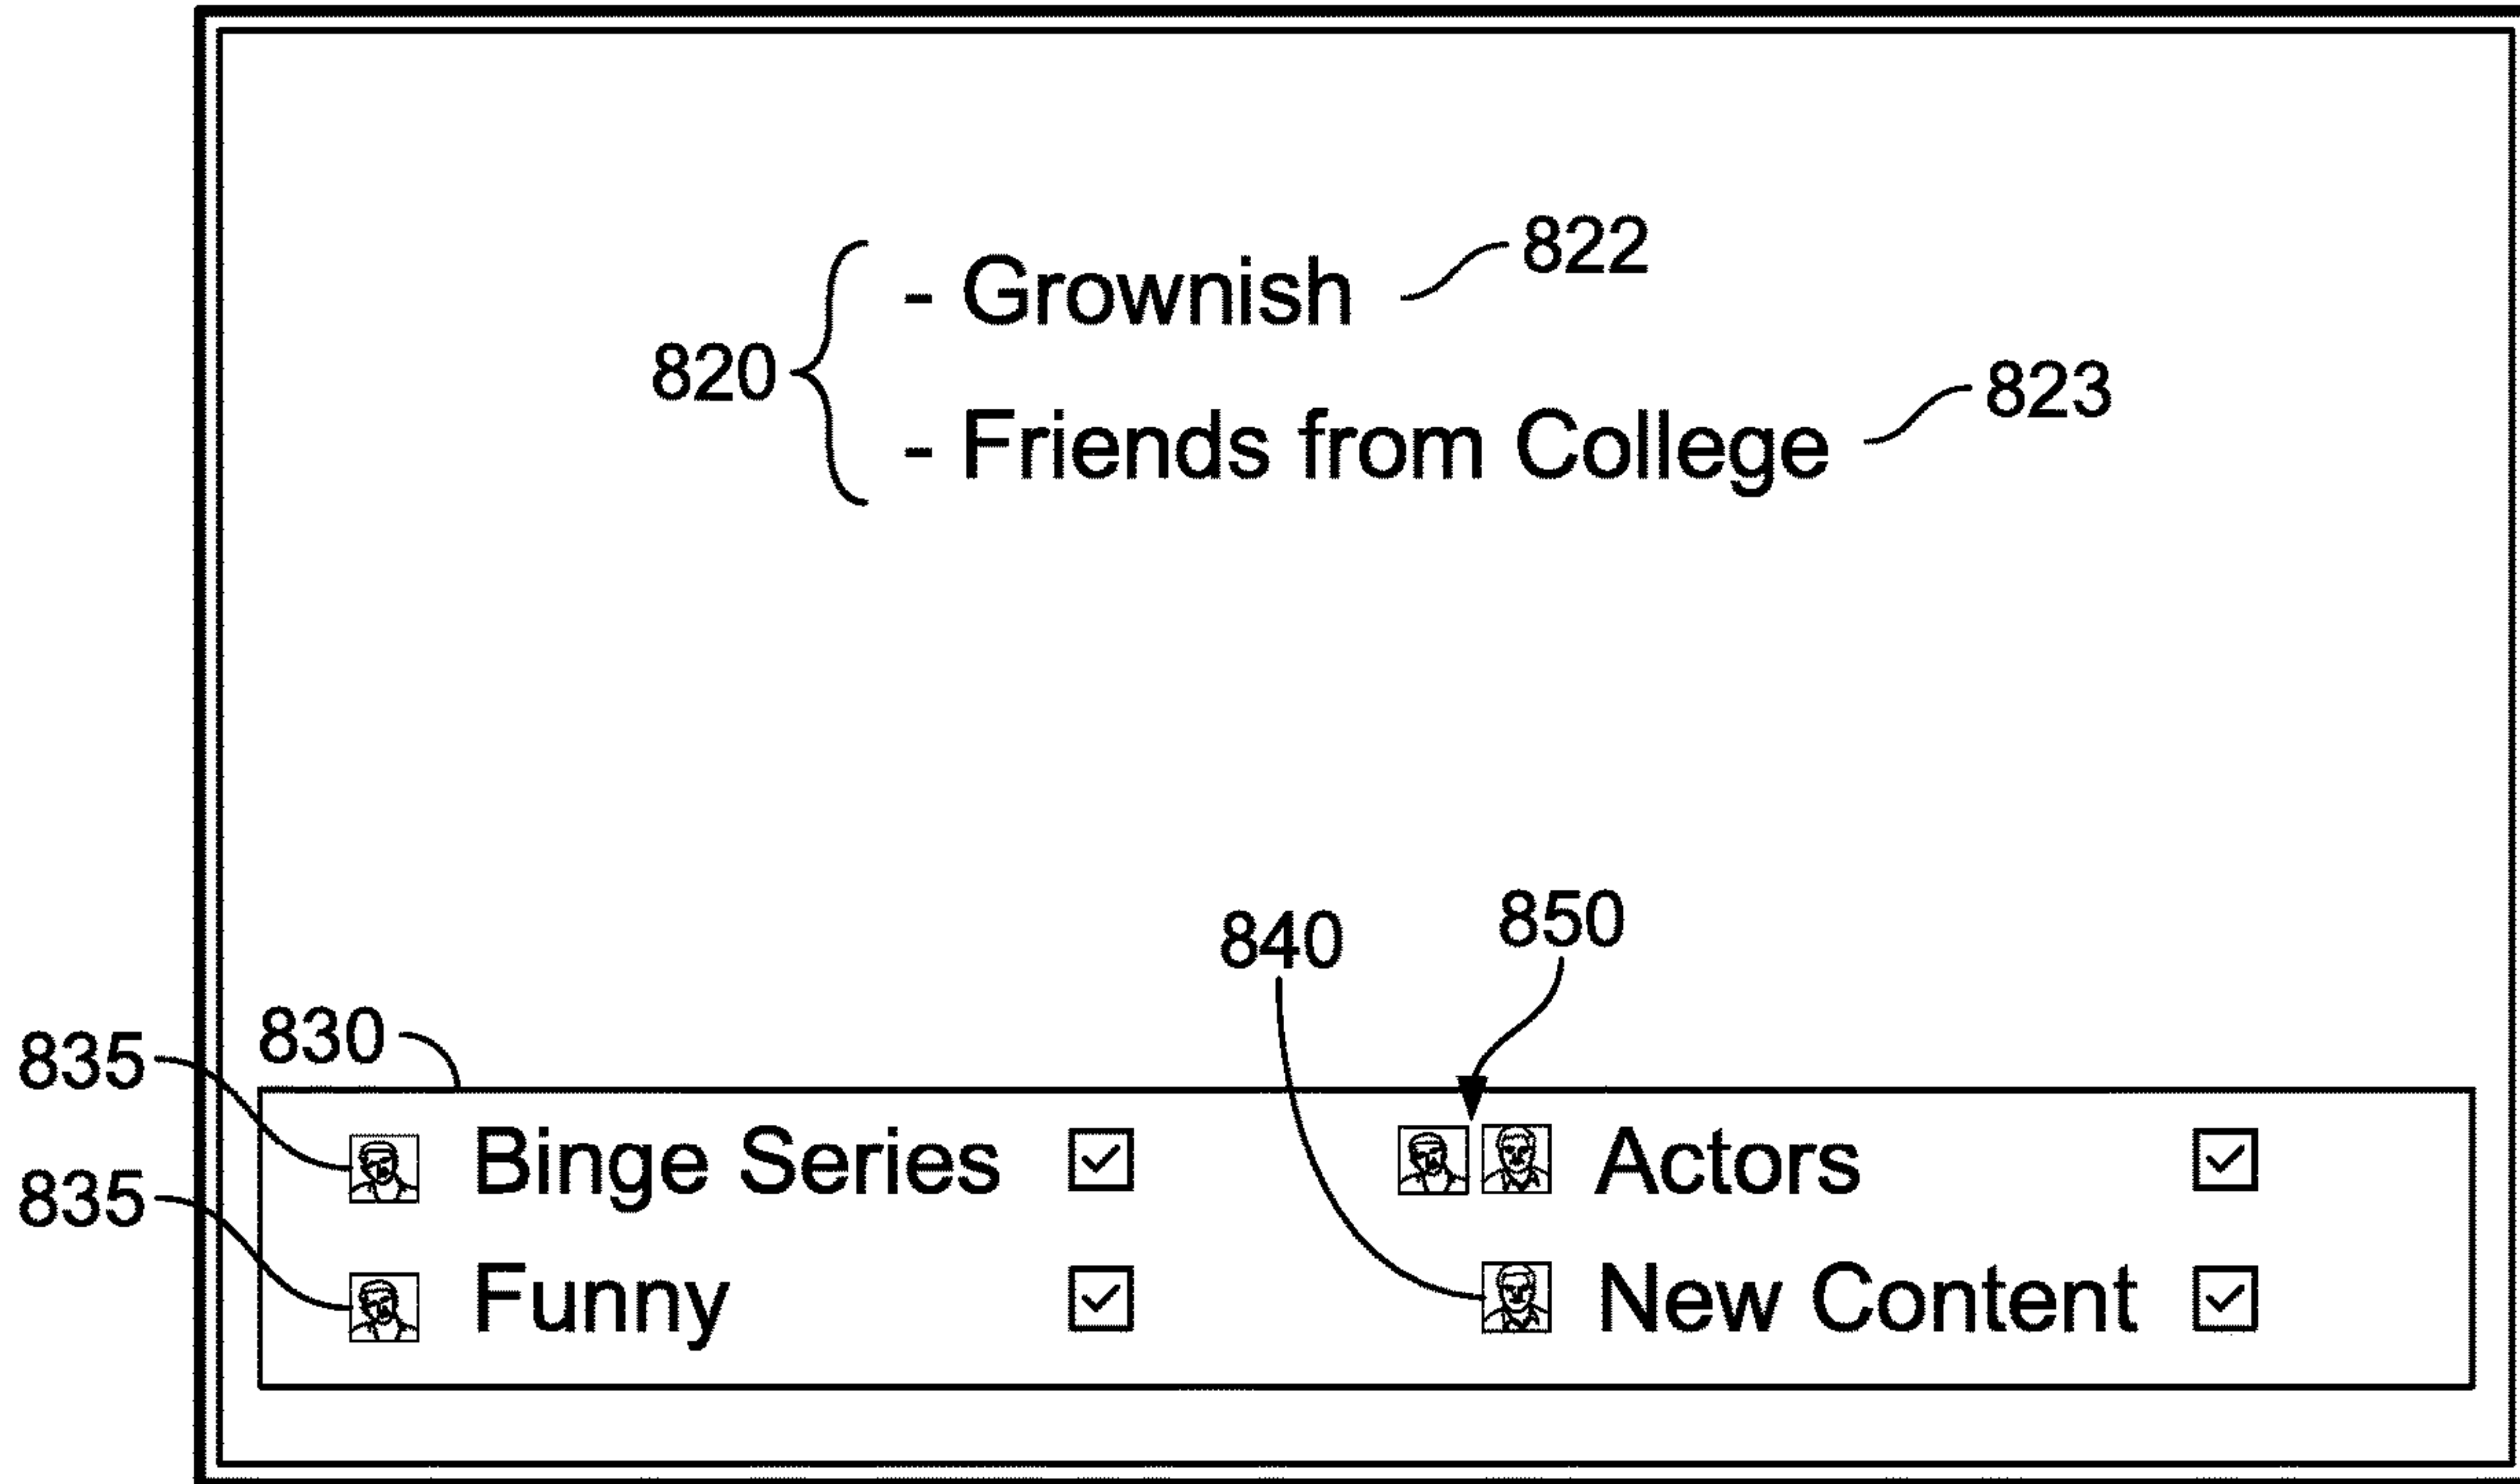 822
- Grownish
820
823
- Friends from College
850
840
830
835
Binge Series
Actors
835
Funny
New Content